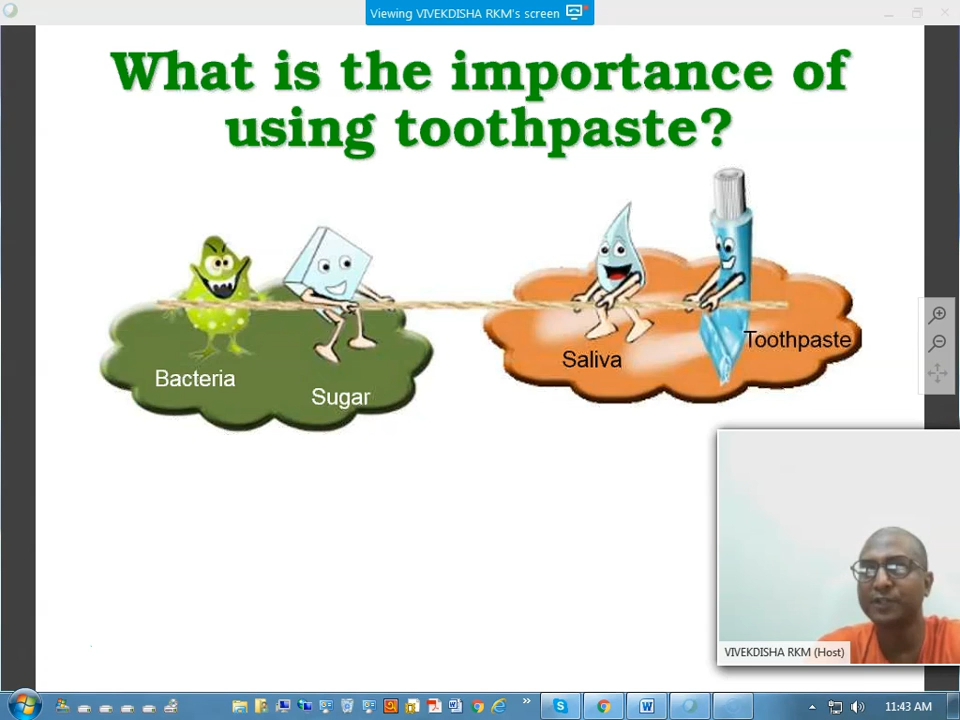 Viewing VIVEKDISHA RKM's screen
What is the importance of
using toothpaste?
Bacteria
Sugar
Saliva
Toothpaste
VIVEKDISHA RKM (Host)
11:43 AM